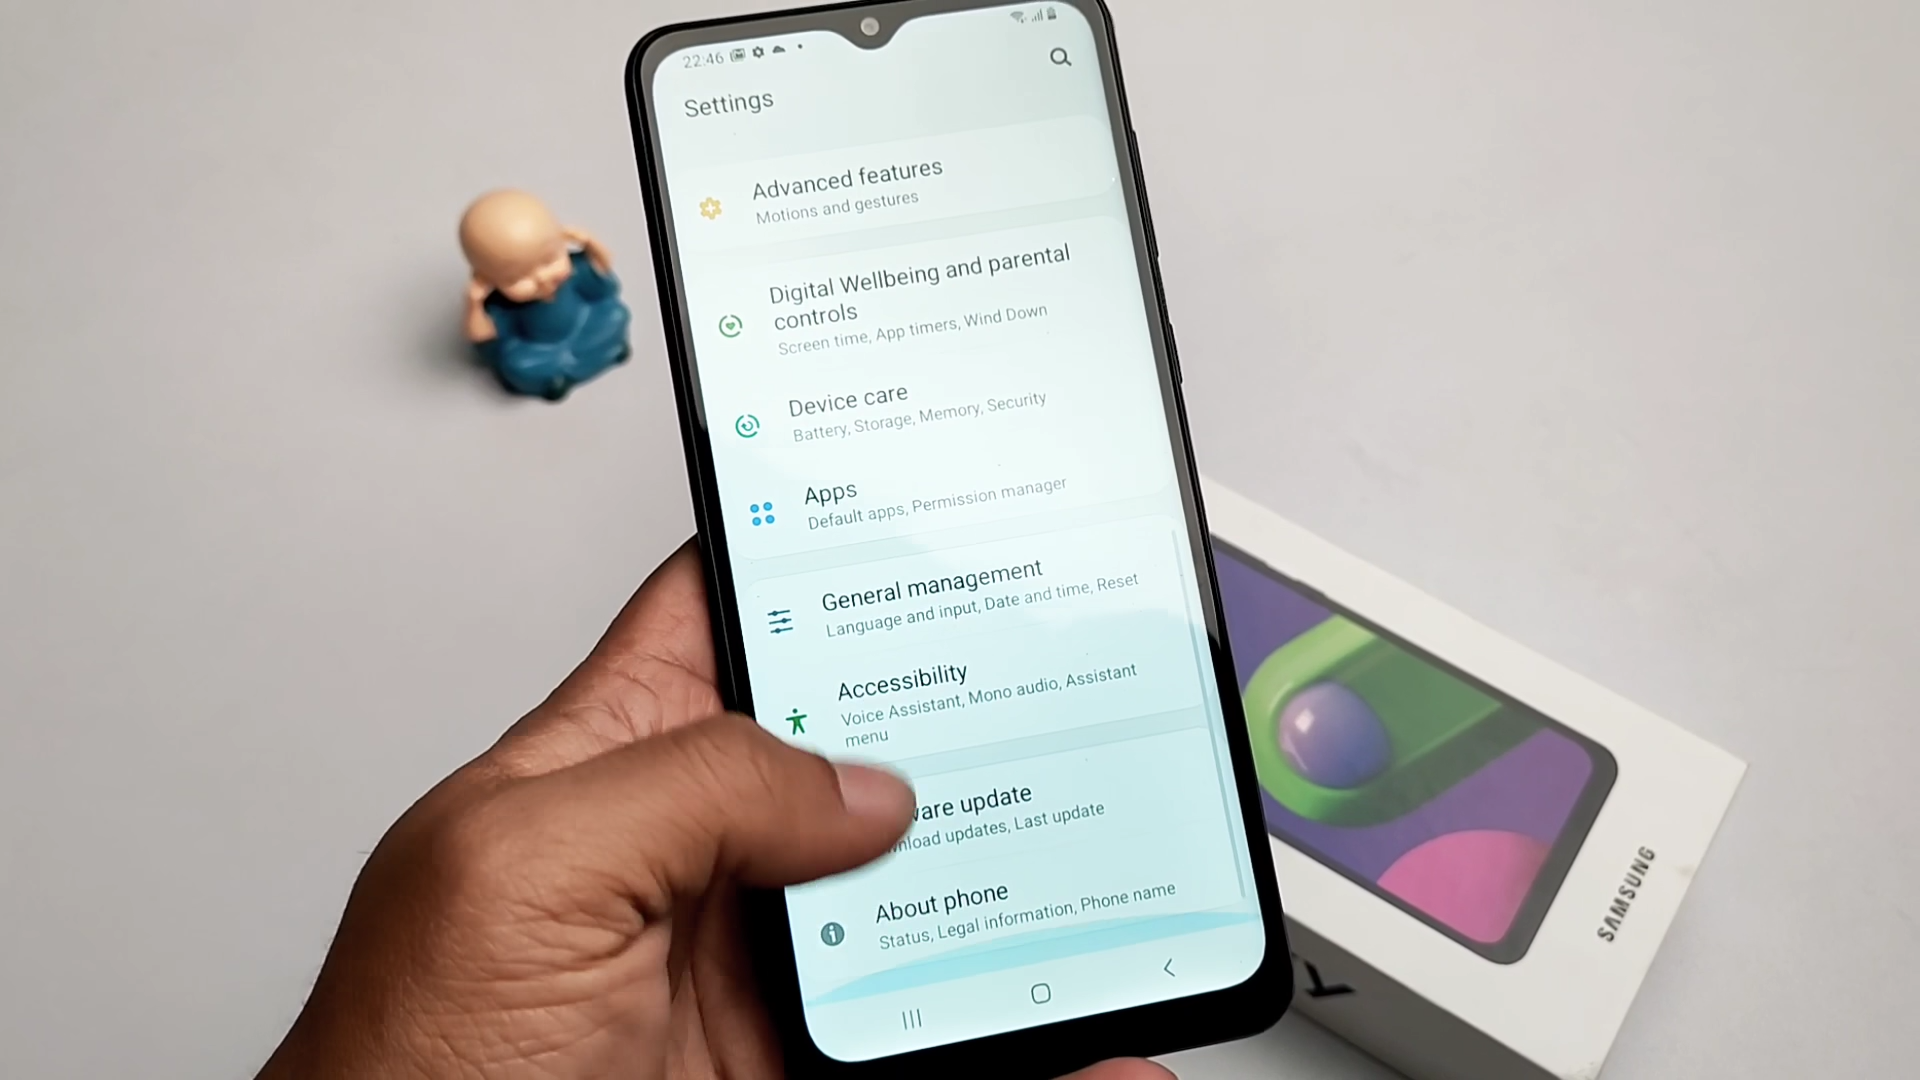 22:46
Settings
Advanced features
Motions and gestures
Digital Wellbeing and parental
controls
Screen time, App timers, Wind Down
Device care
Battery, Storage, Memory, Security
Apps
Default apps, Permission manager
General management
Language and input, Date and time, Reset
Accessibility
Voice Assistant, Mono audio, Assistant
menu
ware update
nload updates, Last update
About phone
Status, Legal information, Phone name
SAMSUNG